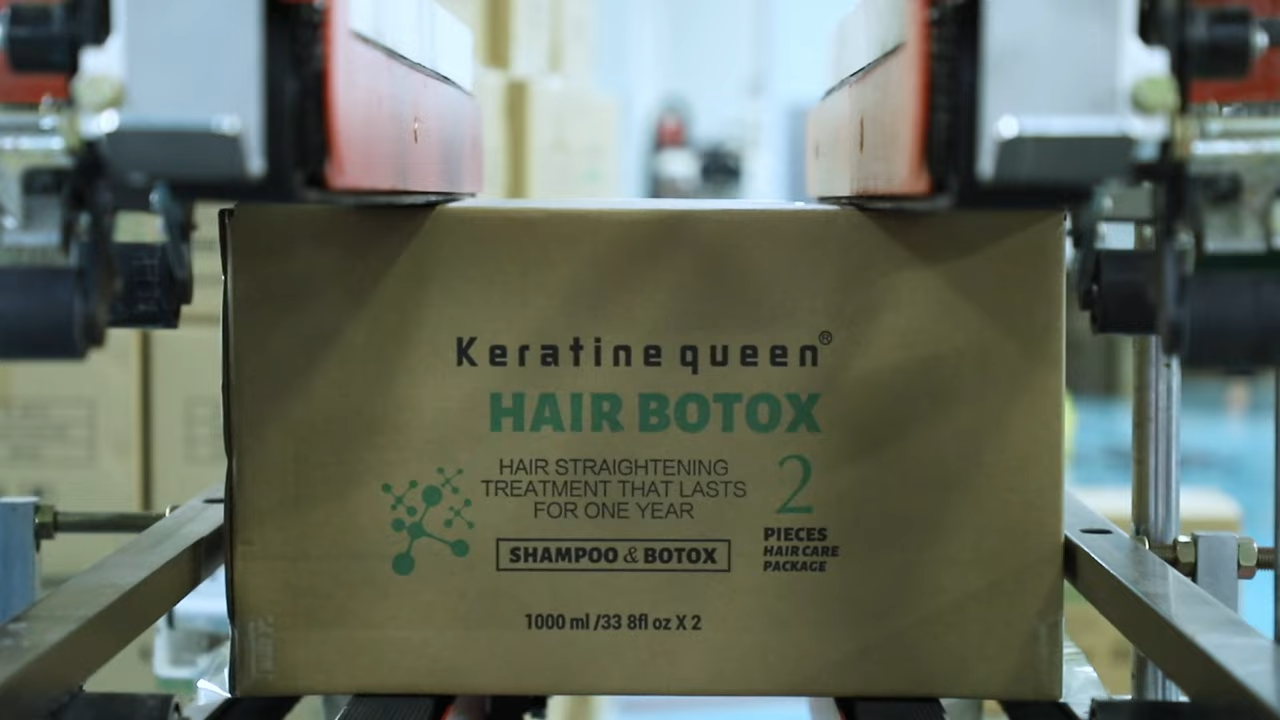 Keratine queen®
HAIR BOTOX
HAIR STRAIGHTENING
TREATMENT THAT LASTS
FOR ONE YEAR
SHAMPOO & BOTOX
2
PIECES
HAIR CARE
PACKAGE
1000 ml /33 8fl oz X 2